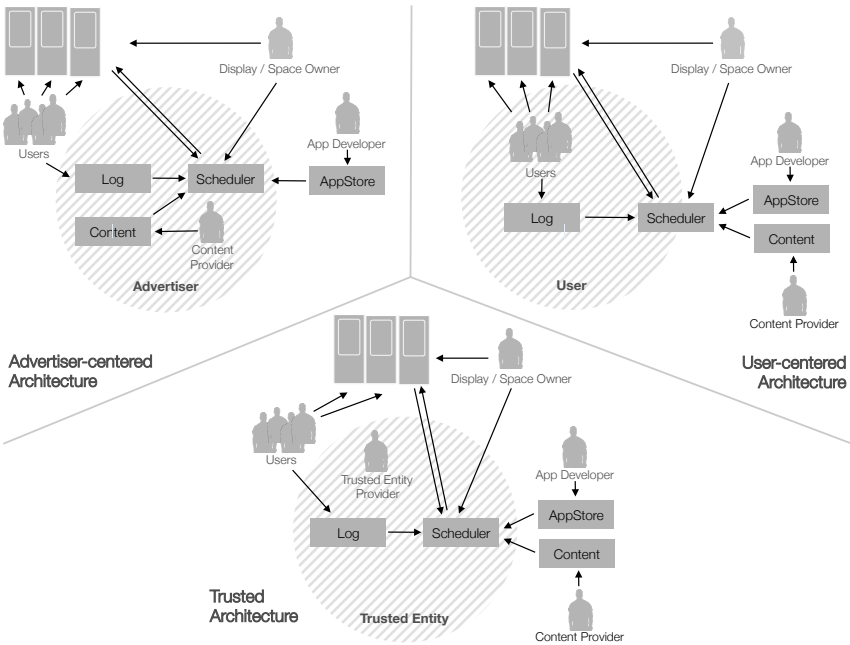 Display / Space Owner
App Developer
Users
Log
Scheduler
AppStore
Content
Content
Provider
Advertiser
Advertiser-centered
Architecture
Display / Space Owner
App Developer
Users
AppStore
Log
Scheduler
Content
User
Content Provider
User-centered
Architecture
Display / Space Owner
Users
Trusted Entity
Provider
App Developer
AppStore
Log
Scheduler
Content
Trusted
Architecture
Trusted Entity
Content Provider